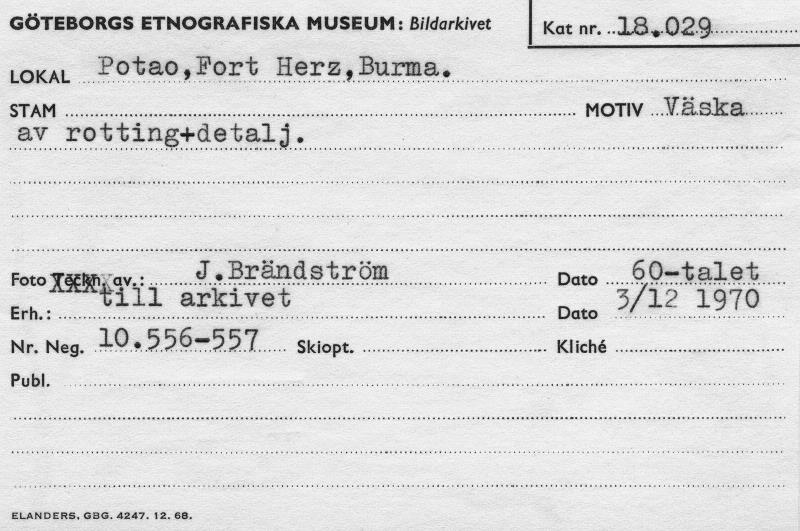 GÖTEBORGS ETNOGRAFISKA MUSEUM: Bildarkivet
Kat nr. 18.029
LOKAL Potao, Fort Herz, Burma.
STAM MOTIV Väska
av rotting+detalj.
Foto Teckn. av.: J.Brändström Dato 60-talet
Erh.: till arkivet Dato 3/12 1970
Nr. Neg. 10.556-557 Skiopt. Kliché
Publ.
ELANDERS, GBG. 4247. 12. 68.